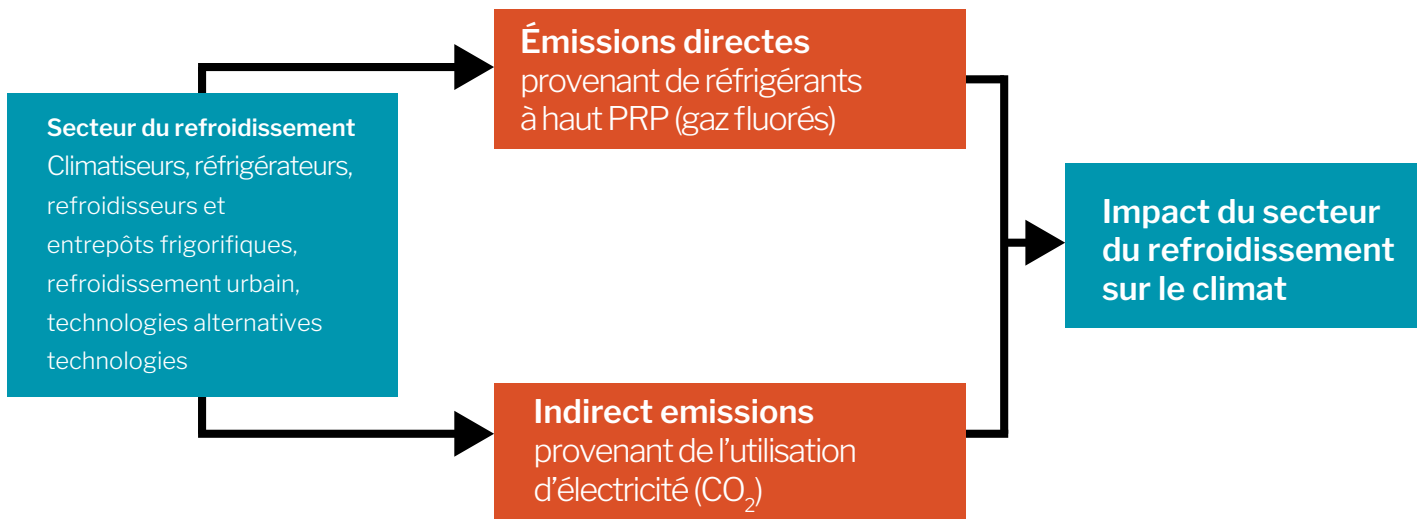 Secteur du refroidissement
Climatiseurs, réfrigérateurs,
refroidisseurs et
entrepôts frigorifiques,
refroidissement urbain,
technologies alternatives
technologies
Émissions directes
provenant de réfrigérants
à haut PRP (gaz fluorés)
Indirect emissions
provenant de l’utilisation
d’électricité (CO₂)
Impact du secteur
du refroidissement
sur le climat